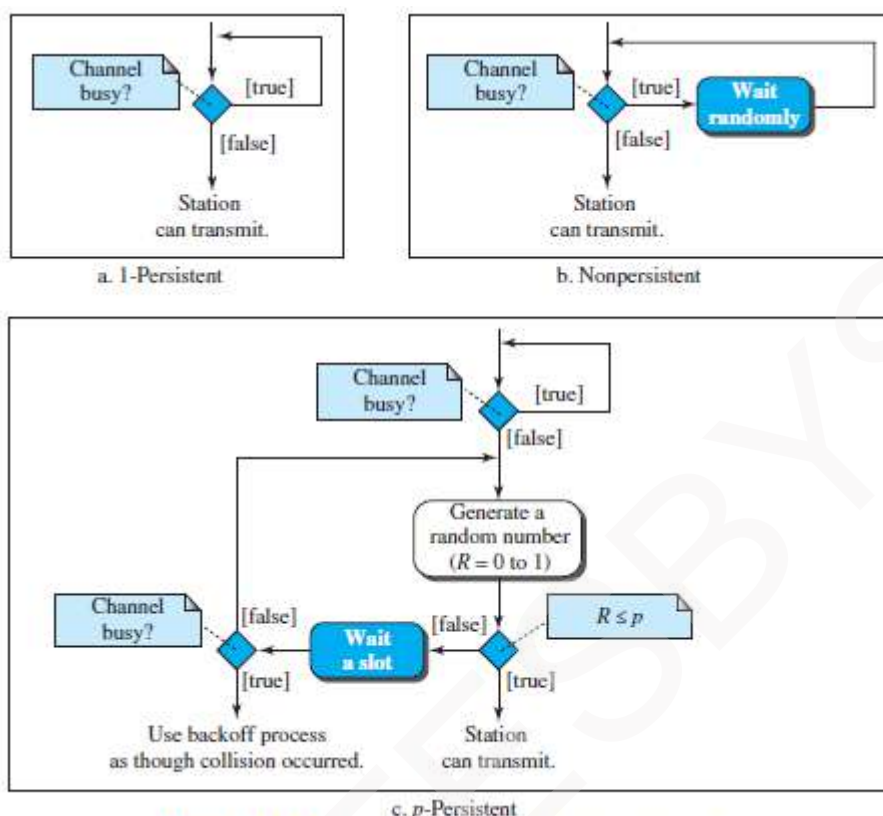 Channel
busy?
[true]
[false]
Station
can transmit.
a. 1-Persistent
Channel
busy?
[true]
Wait
randomly
[false]
Station
can transmit.
b. Nonpersistent
Channel
busy?
[true]
[false]
Generate a
random number
(R = 0 to 1)
Channel
busy?
[false]
Wait
a slot
[false]
R ≤ p
[true]
[true]
Use backoff process
as though collision occurred.
Station
can transmit.
c. p-Persistent